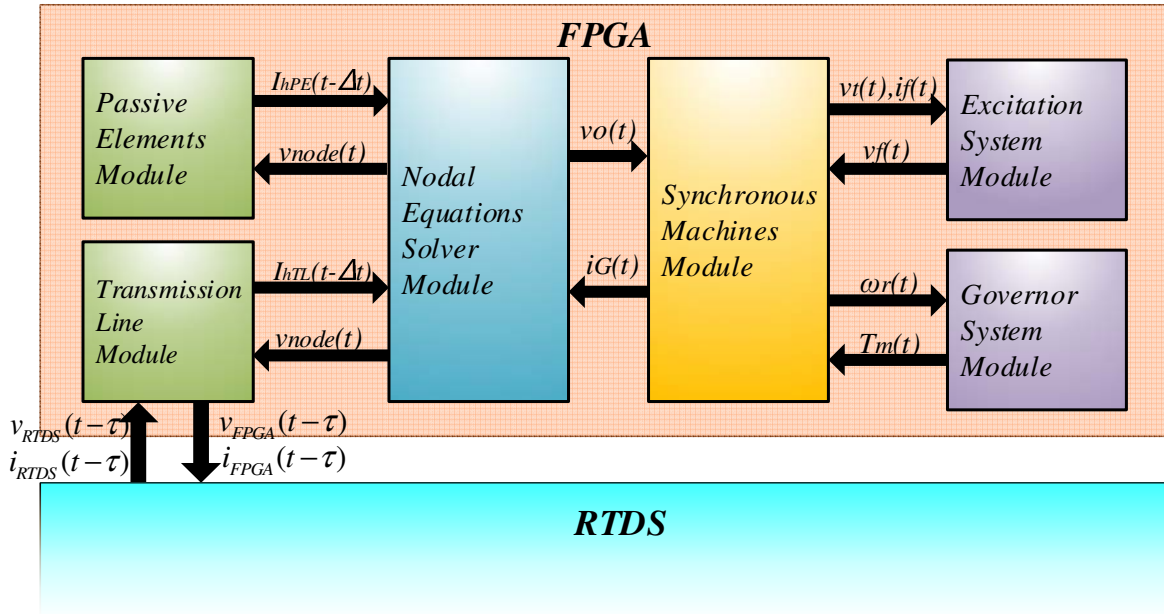 FPGA
Passive
Elements
Module
IhPE(t-Δt)
vnode(t)
Transmission
Line
Module
IhTL(t-Δt)
vnode(t)
Nodal
Equations
Solver
Module
vo(t)
iG(t)
Synchronous
Machines
Module
vt(t),if(t)
vf(t)
Excitation
System
Module
ωr(t)
Tm(t)
Governor
System
Module
vRTDS(t-τ)
iRTDS(t-τ)
vFPGA(t-τ)
iFPGA(t-τ)
RTDS